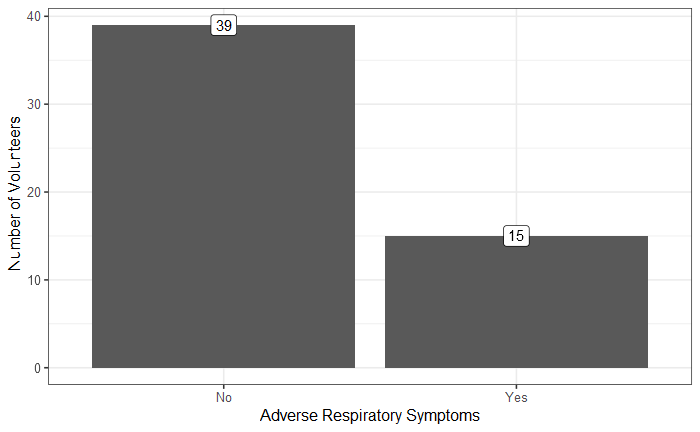 Number of Volunteers
40
30
20
10
0
39
15
No
Yes
Adverse Respiratory Symptoms